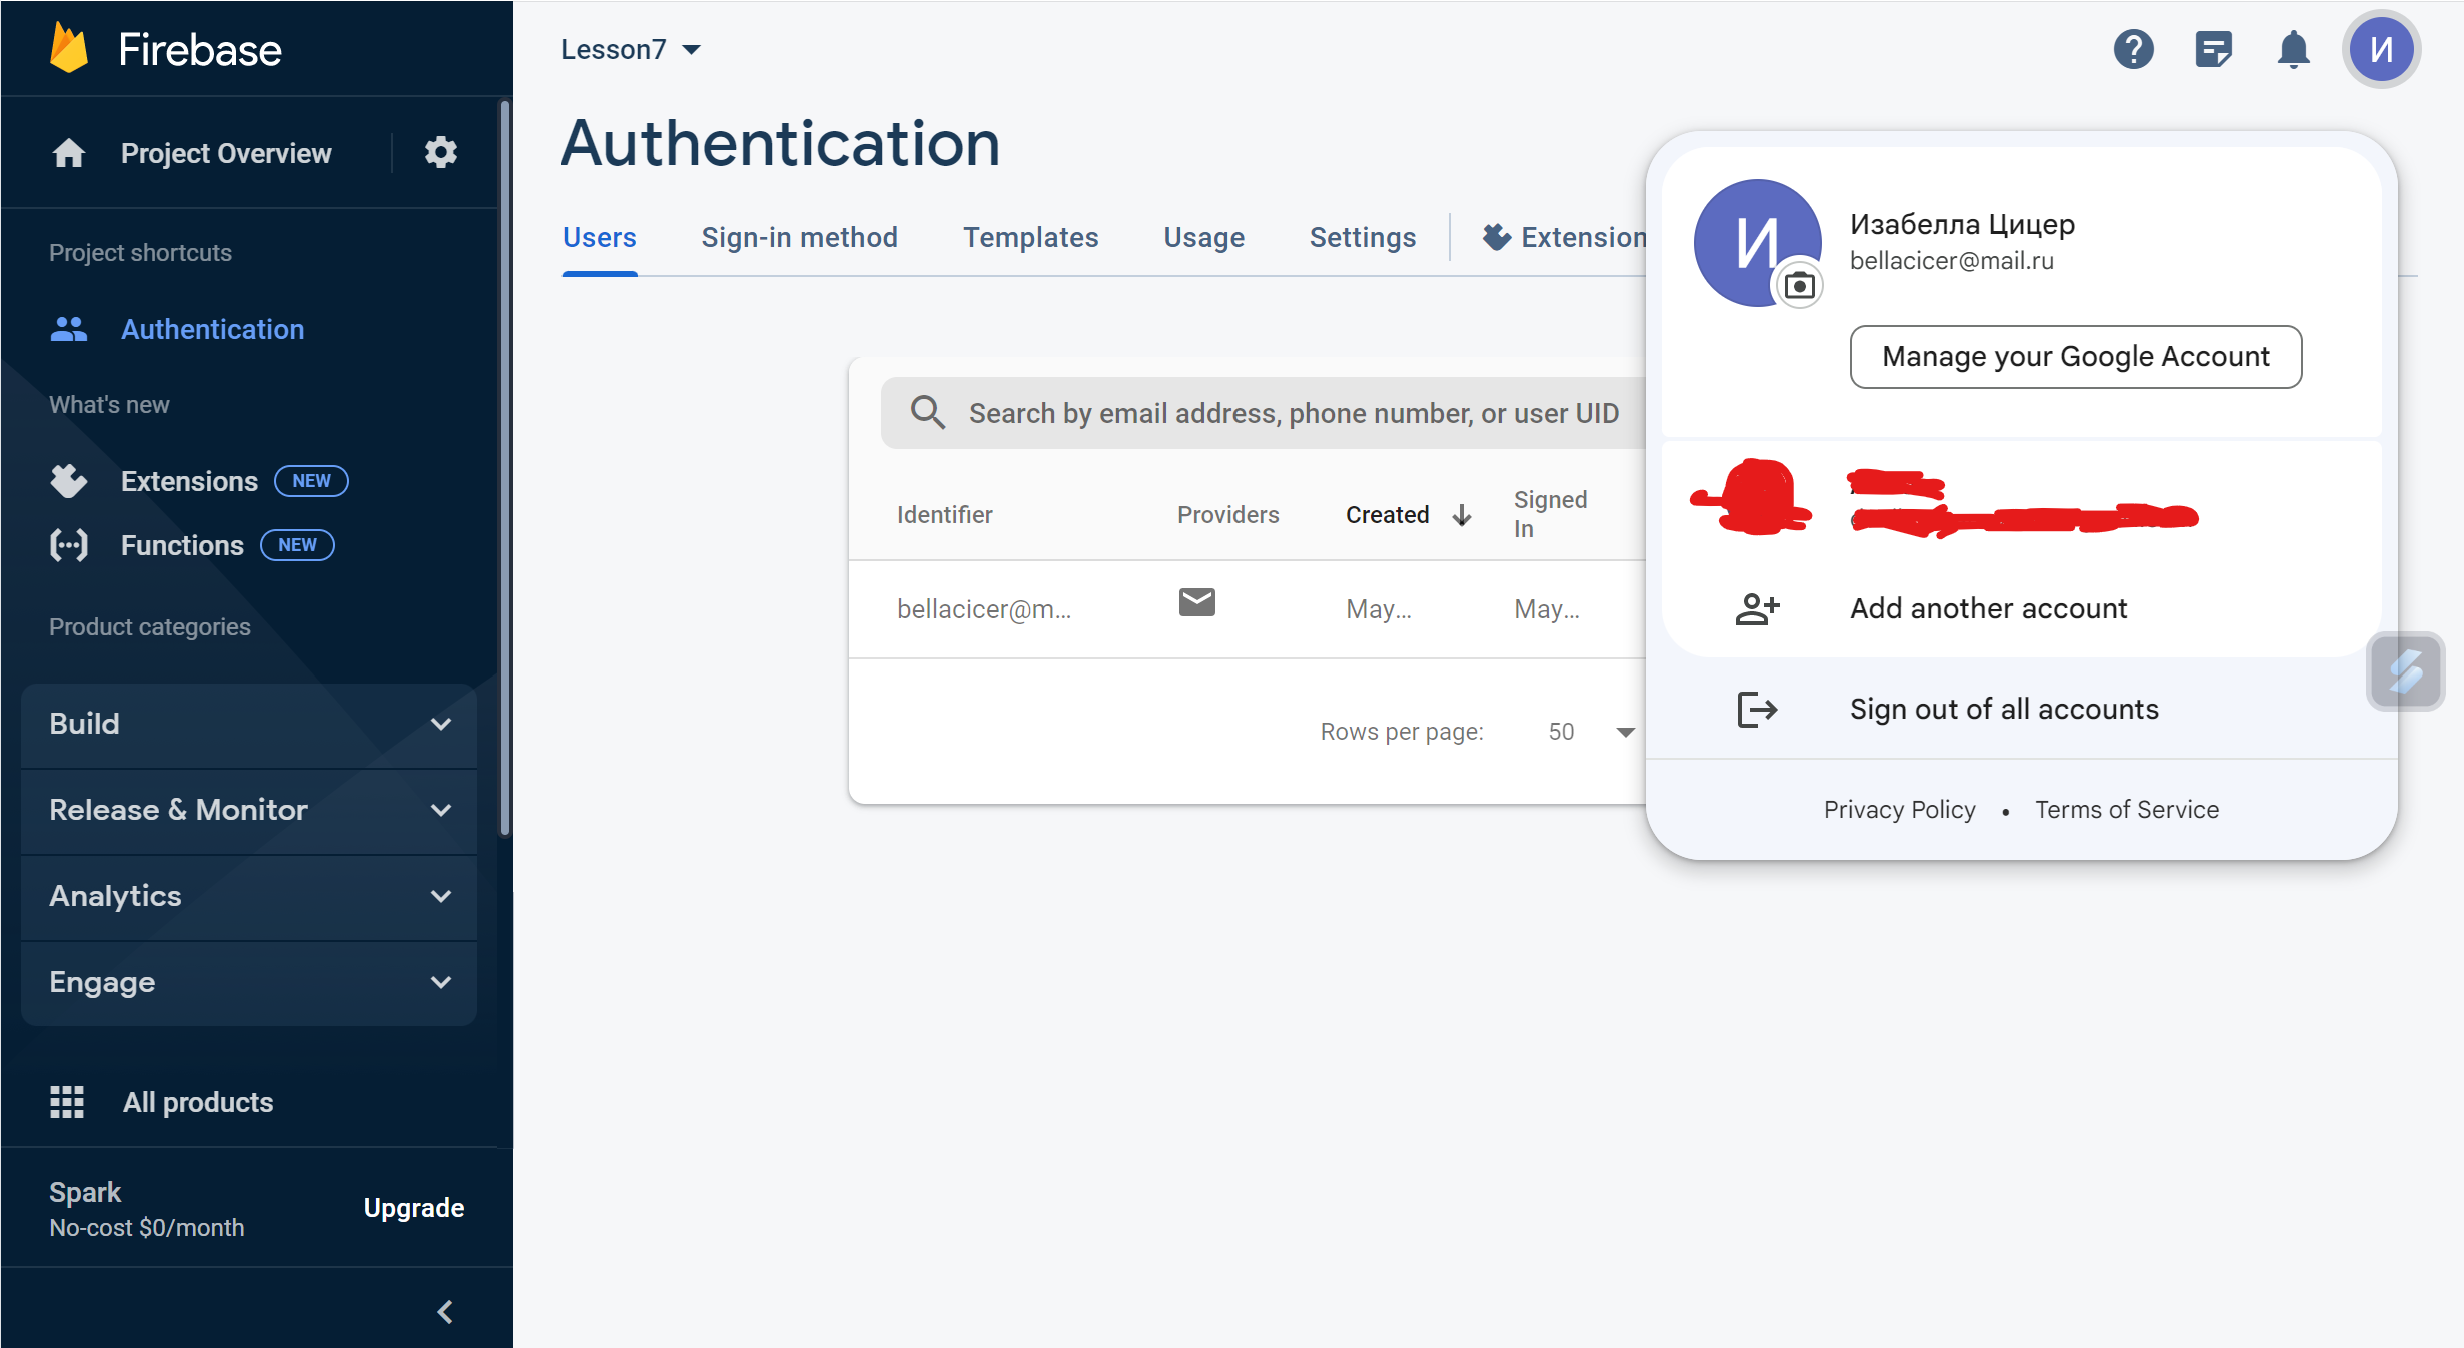 Firebase
Project Overview
Project shortcuts
Authentication
What's new
Extensions NEW
Functions NEW
Product categories
Build
Release & Monitor
Analytics
Engage
All products
Spark
No-cost $0/month
Upgrade
Lesson7
Authentication
Users Sign-in method Templates Usage Settings Extension
Search by email address, phone number, or user UID
Identifier Providers Created Signed In
bellacicer@m... May... May...
Rows per page: 50
И
И
Изабелла Цицер
bellacicer@mail.ru
Manage your Google Account
Add another account
Sign out of all accounts
Privacy Policy • Terms of Service